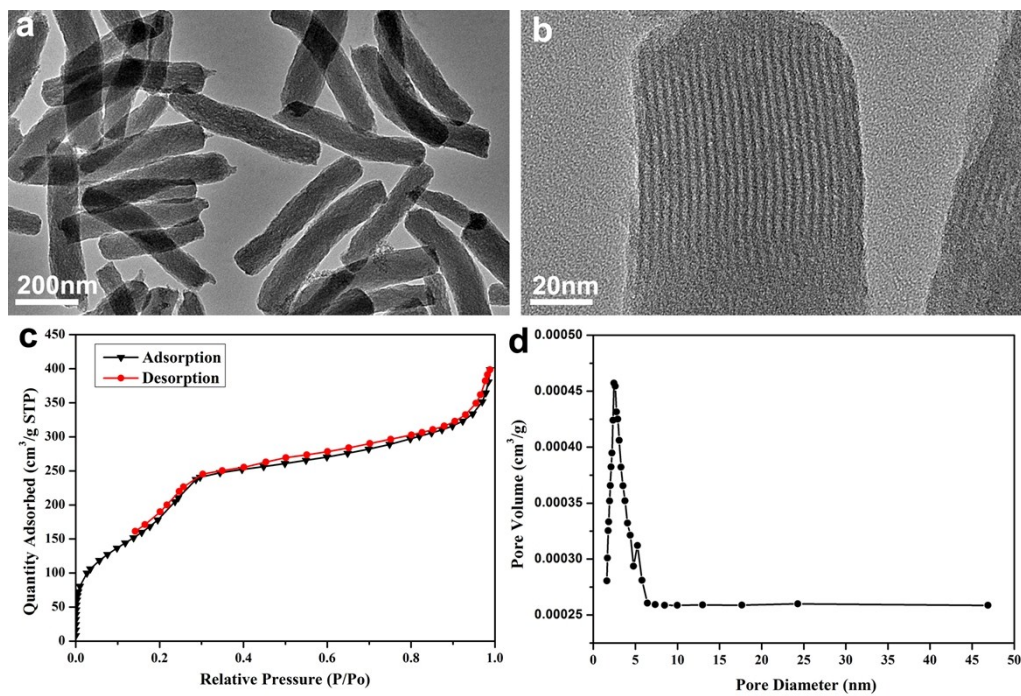 a
200nm
b
20nm
c
Adsorption
Desorption
Quantity Adsorbed (cm³/g STP)
450
400
350
300
250
200
150
100
50
0
0.0 0.2 0.4 0.6 0.8 1.0
Relative Pressure (P/Po)
d
Pore Volume (cm³/g)
0.00050
0.00045
0.00040
0.00035
0.00030
0.00025
0 5 10 15 20 25 30 35 40 45 50
Pore Diameter (nm)